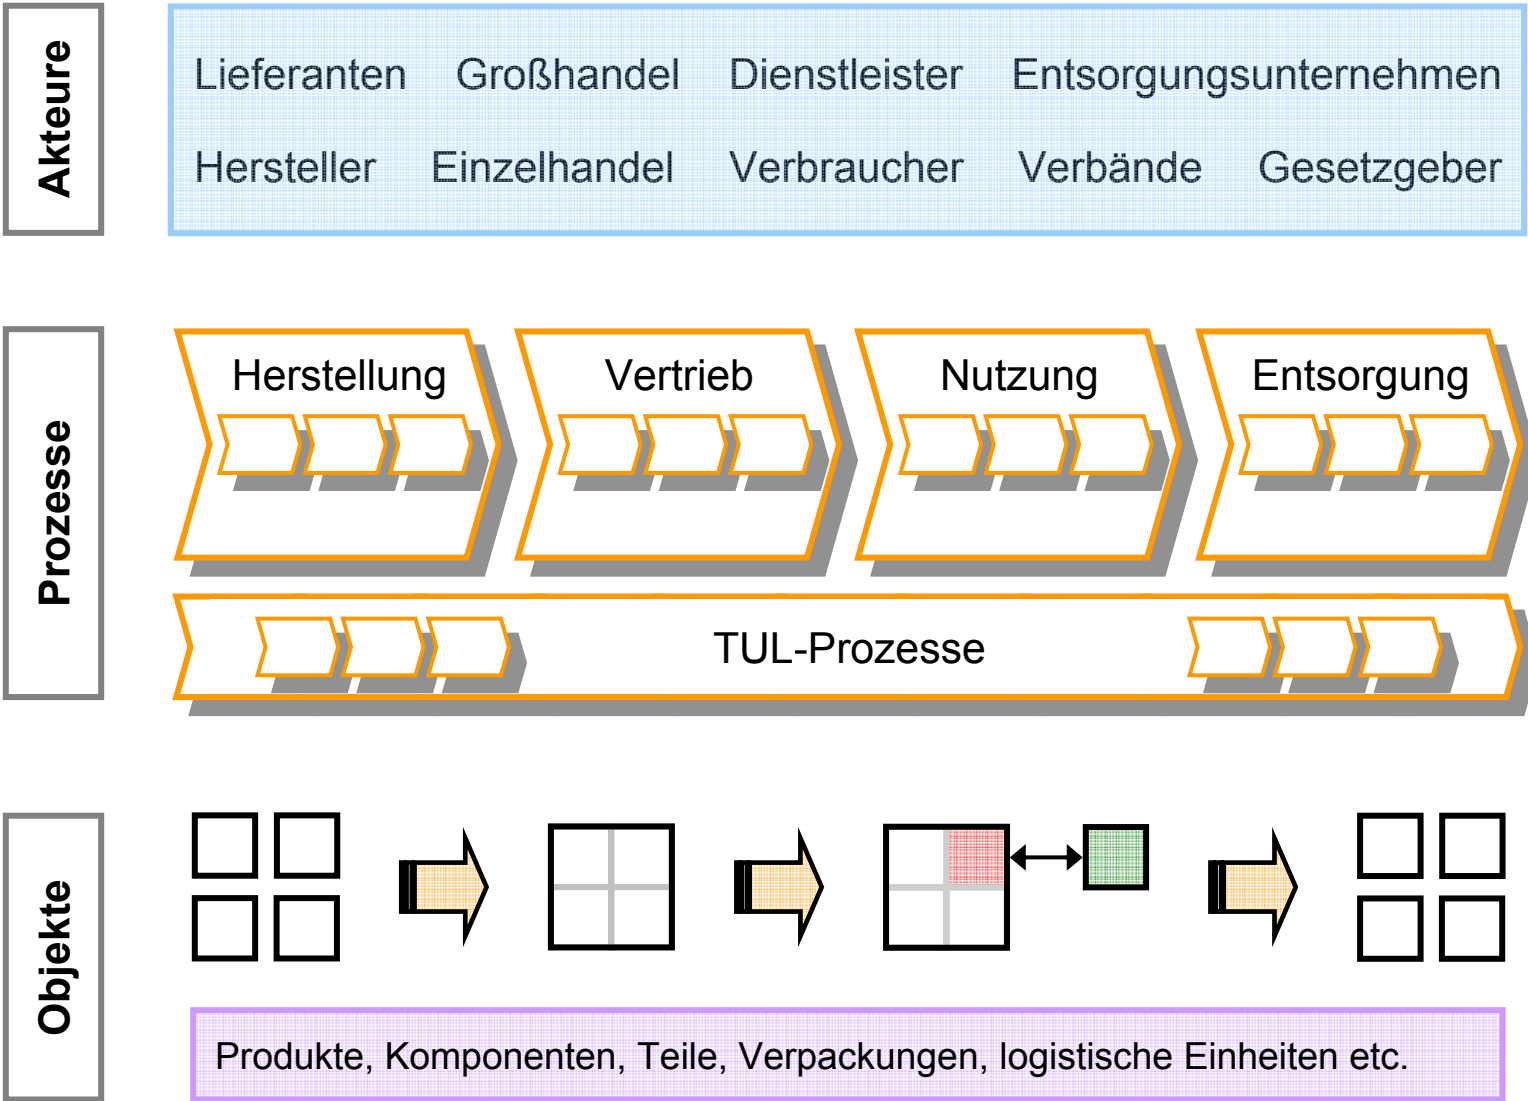 Akteure
Lieferanten Großhandel Dienstleister Entsorgungsunternehmen
Hersteller Einzelhandel Verbraucher Verbände Gesetzgeber
Prozesse
Herstellung Vertrieb Nutzung Entsorgung
TUL-Prozesse
Objekte
Produkte, Komponenten, Teile, Verpackungen, logistische Einheiten etc.